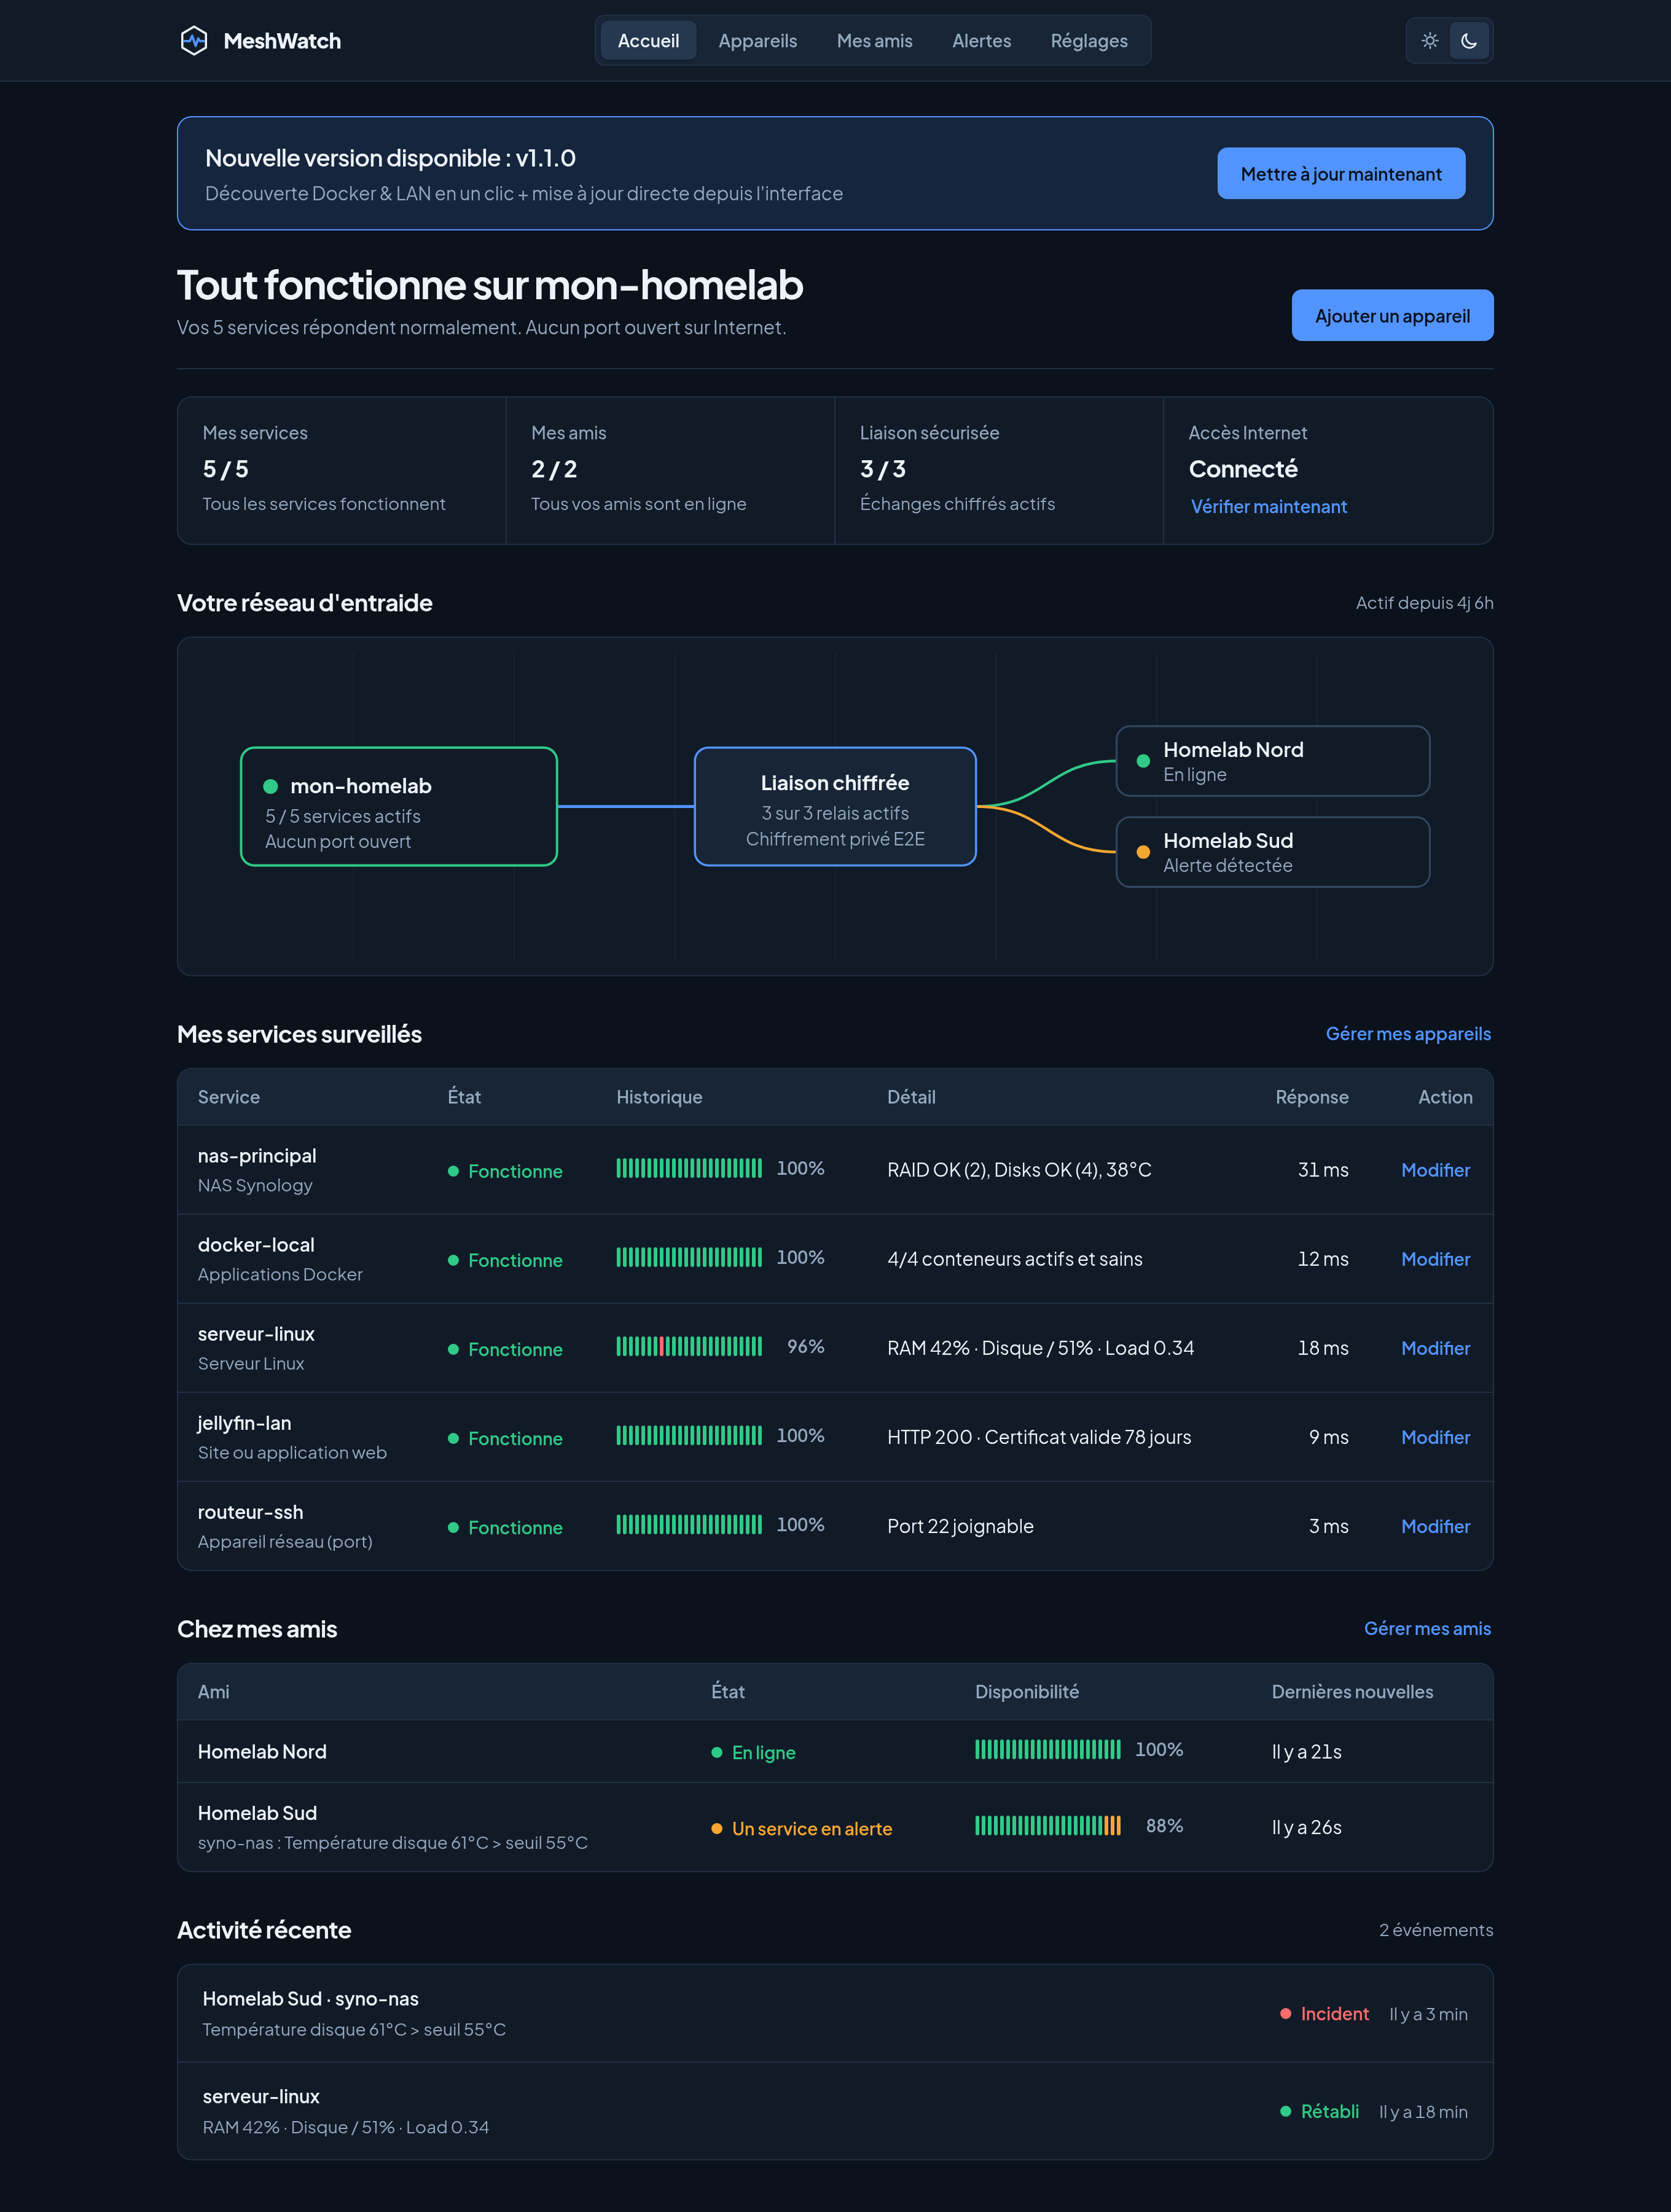 MeshWatch
Accueil Appareils Mes amis Alertes Réglages
Nouvelle version disponible : v1.1.0
Découverte Docker & LAN en un clic + mise à jour directe depuis l'interface
Mettre à jour maintenant
Tout fonctionne sur mon-homelab
Vos 5 services répondent normalement. Aucun port ouvert sur Internet.
Ajouter un appareil
Mes services
5 / 5
Tous les services fonctionnent
Mes amis
2 / 2
Tous vos amis sont en ligne
Liaison sécurisée
3 / 3
Échanges chiffrés actifs
Accès Internet
Connecté
Vérifier maintenant
Votre réseau d'entraide
Actif depuis 4j 6h
mon-homelab
5 / 5 services actifs
Aucun port ouvert
Liaison chiffrée
3 sur 3 relais actifs
Chiffrement privé E2E
Homelab Nord
En ligne
Homelab Sud
Alerte détectée
Mes services surveillés
Gérer mes appareils
Service État Historique Détail Réponse Action
nas-principal
NAS Synology
Fonctionne 100% RAID OK (2), Disks OK (4), 38°C 31 ms Modifier
docker-local
Applications Docker
Fonctionne 100% 4/4 conteneurs actifs et sains 12 ms Modifier
serveur-linux
Serveur Linux
Fonctionne 96% RAM 42% · Disque / 51% · Load 0.34 18 ms Modifier
jellyfin-lan
Site ou application web
Fonctionne 100% HTTP 200 · Certificat valide 78 jours 9 ms Modifier
routeur-ssh
Appareil réseau (port)
Fonctionne 100% Port 22 joignable 3 ms Modifier
Chez mes amis
Gérer mes amis
Ami État Disponibilité Dernières nouvelles
Homelab Nord En ligne 100% Il y a 21s
Homelab Sud
syno-nas : Température disque 61°C > seuil 55°C
Un service en alerte 88% Il y a 26s
Activité récente
2 événements
Homelab Sud · syno-nas
Température disque 61°C > seuil 55°C
Incident Il y a 3 min
serveur-linux
RAM 42% · Disque / 51% · Load 0.34
Rétabli Il y a 18 min